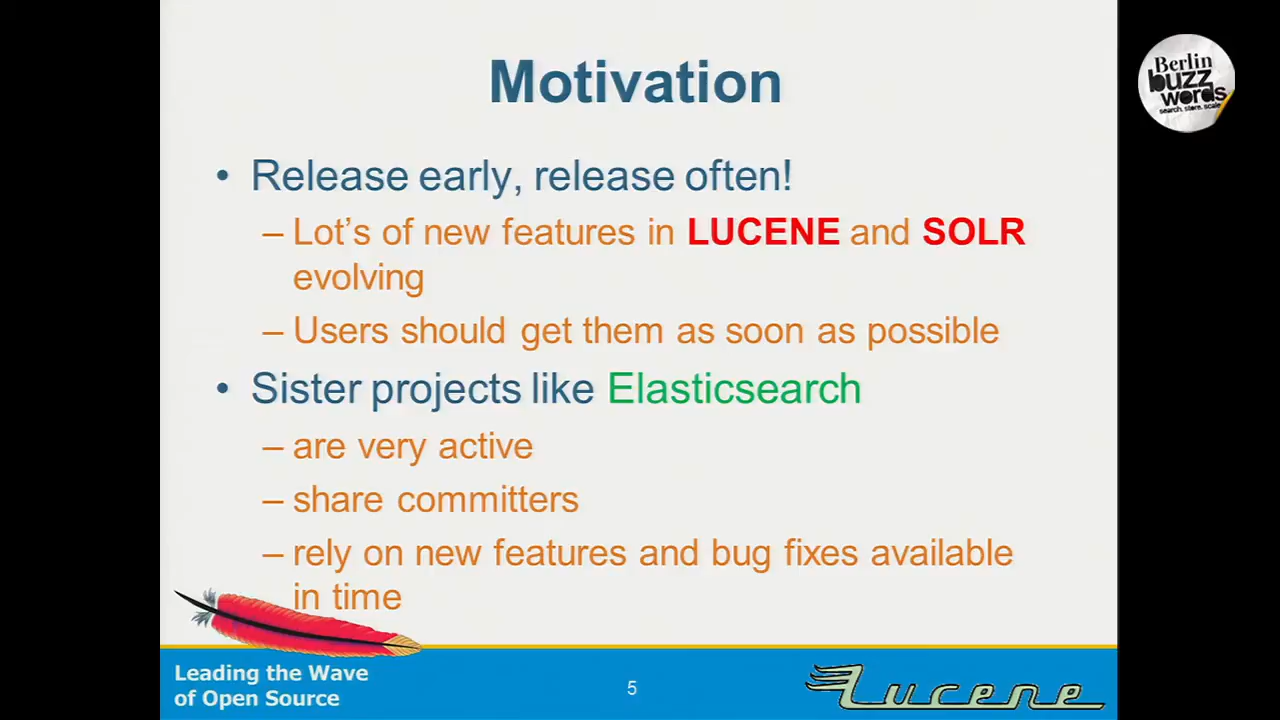 Motivation
• Release early, release often!
– Lot’s of new features in LUCENE and SOLR
evolving
– Users should get them as soon as possible
• Sister projects like Elasticsearch
– are very active
– share committers
– rely on new features and bug fixes available
in time
Leading the Wave
of Open Source
5
Lucene
Berlin
buzz
words
search. store. scale.